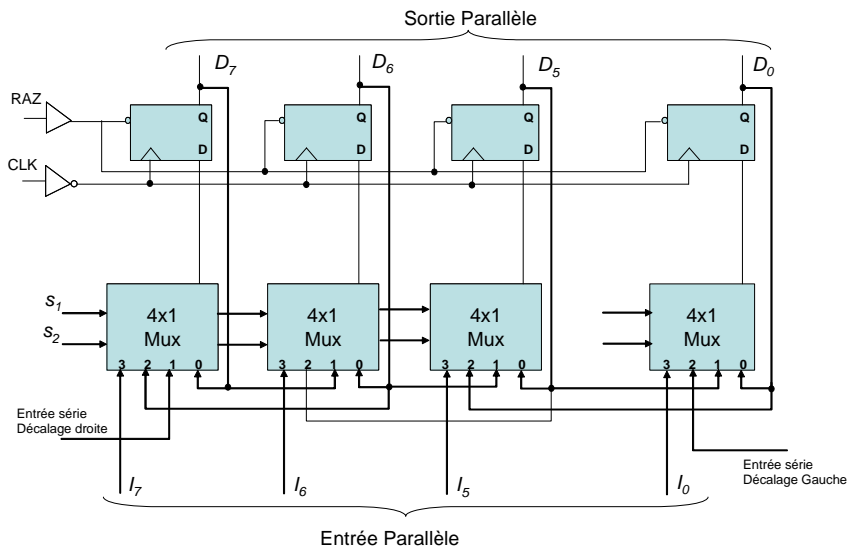 Sortie Parallèle
D7 D6 D5 D0
RAZ
Q Q Q Q
D D D D
CLK
s1
4x1 4x1 4x1 4x1
s2
Mux Mux Mux Mux
3 2 1 0 3 2 1 0 3 2 1 0 3 2 1 0
Entrée série
Décalage droite
Entrée série
Décalage Gauche
I7 I6 I5 I0
Entrée Parallèle